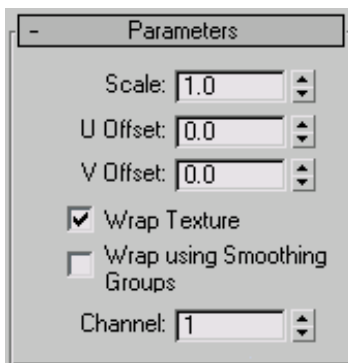 - Parameters
Scale: 1.0
U Offset: 0.0
V Offset: 0.0
Wrap Texture
Wrap using Smoothing
Groups
Channel: 1